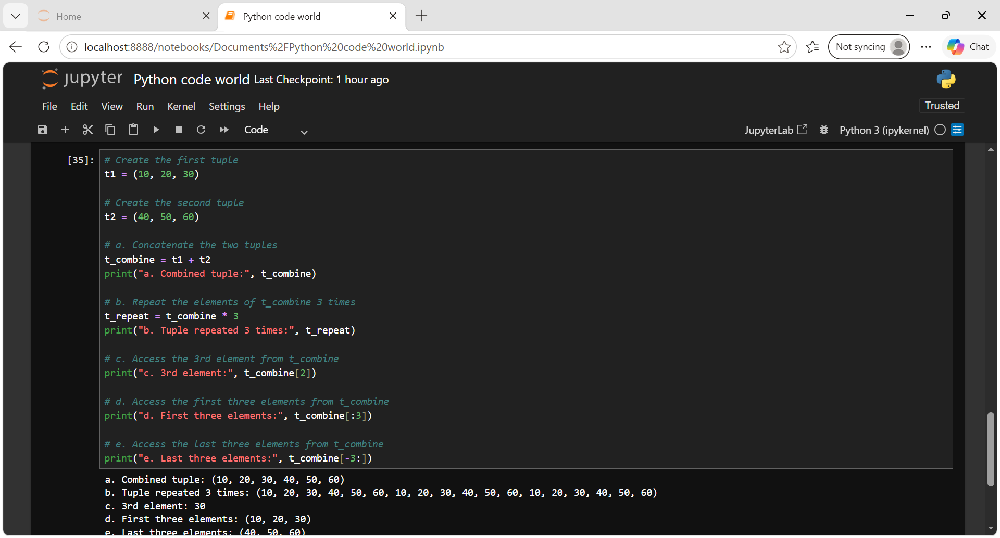 Home
Python code world
localhost:8888/notebooks/Documents%2FPython%20code%20world.ipynb
Not syncing
Chat
jupyter Python code world Last Checkpoint: 1 hour ago
File Edit View Run Kernel Settings Help
Trusted
Code
JupyterLab
Python 3 (ipykernel)
[35]:
# Create the first tuple
t1 = (10, 20, 30)
# Create the second tuple
t2 = (40, 50, 60)
# a. Concatenate the two tuples
t_combine = t1 + t2
print("a. Combined tuple:", t_combine)
# b. Repeat the elements of t_combine 3 times
t_repeat = t_combine * 3
print("b. Tuple repeated 3 times:", t_repeat)
# c. Access the 3rd element from t_combine
print("c. 3rd element:", t_combine[2])
# d. Access the first three elements from t_combine
print("d. First three elements:", t_combine[:3])
# e. Access the last three elements from t_combine
print("e. Last three elements:", t_combine[-3:])
a. Combined tuple: (10, 20, 30, 40, 50, 60)
b. Tuple repeated 3 times: (10, 20, 30, 40, 50, 60, 10, 20, 30, 40, 50, 60, 10, 20, 30, 40, 50, 60)
c. 3rd element: 30
d. First three elements: (10, 20, 30)
e. Last three elements: (40, 50, 60)